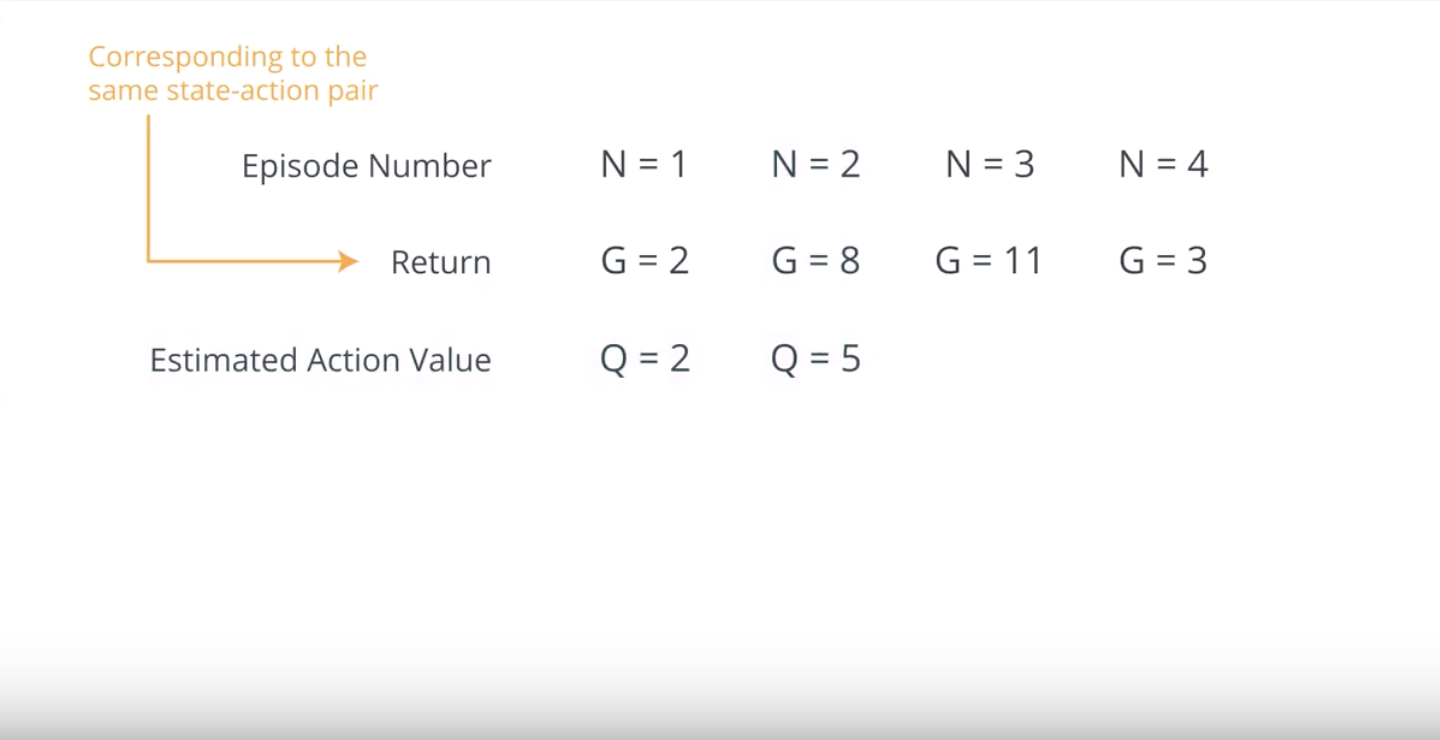 Corresponding to the
same state-action pair
Episode Number N = 1 N = 2 N = 3 N = 4
Return G = 2 G = 8 G = 11 G = 3
Estimated Action Value Q = 2 Q = 5